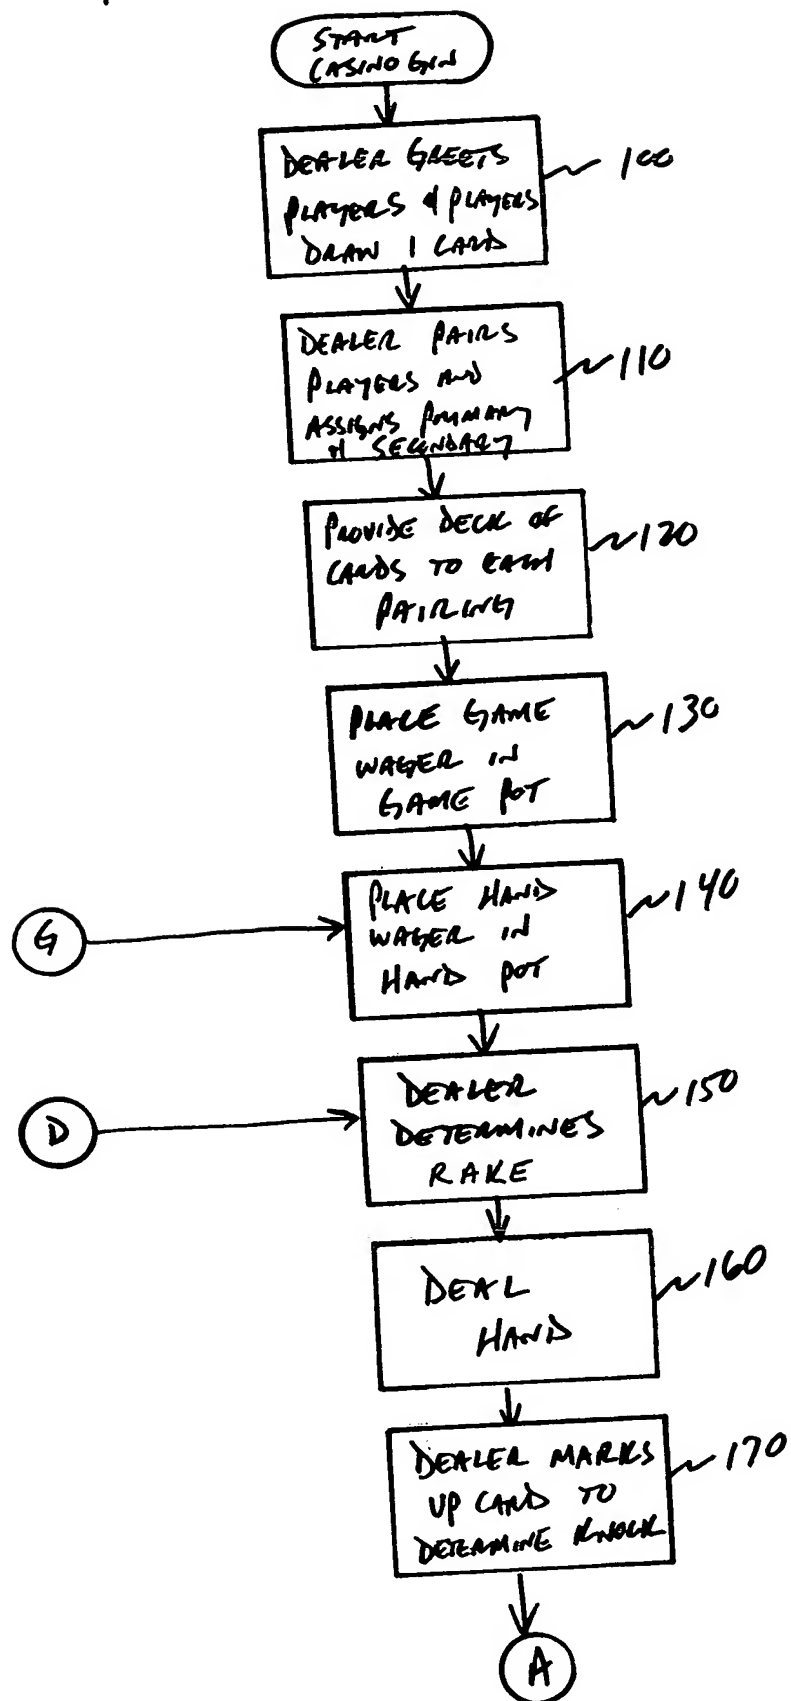 START
CASINO GIN
DEALER GREETS
PLAYERS & PLAYERS
DRAW 1 CARD
100
DEALER PAIRS
PLAYERS AND
ASSIGNS PRIMARY
& SECONDARY
110
PROVIDE DECK OF
CARDS TO EACH
PAIRING
120
PLACE GAME
WAGER IN
GAME POT
130
G
PLACE HAND
WAGER IN
HAND POT
140
D
DEALER
DETERMINES
RAKE
150
DEAL
HAND
160
DEALER MARKS
UP CARD TO
DETERMINE KNOCK
170
A